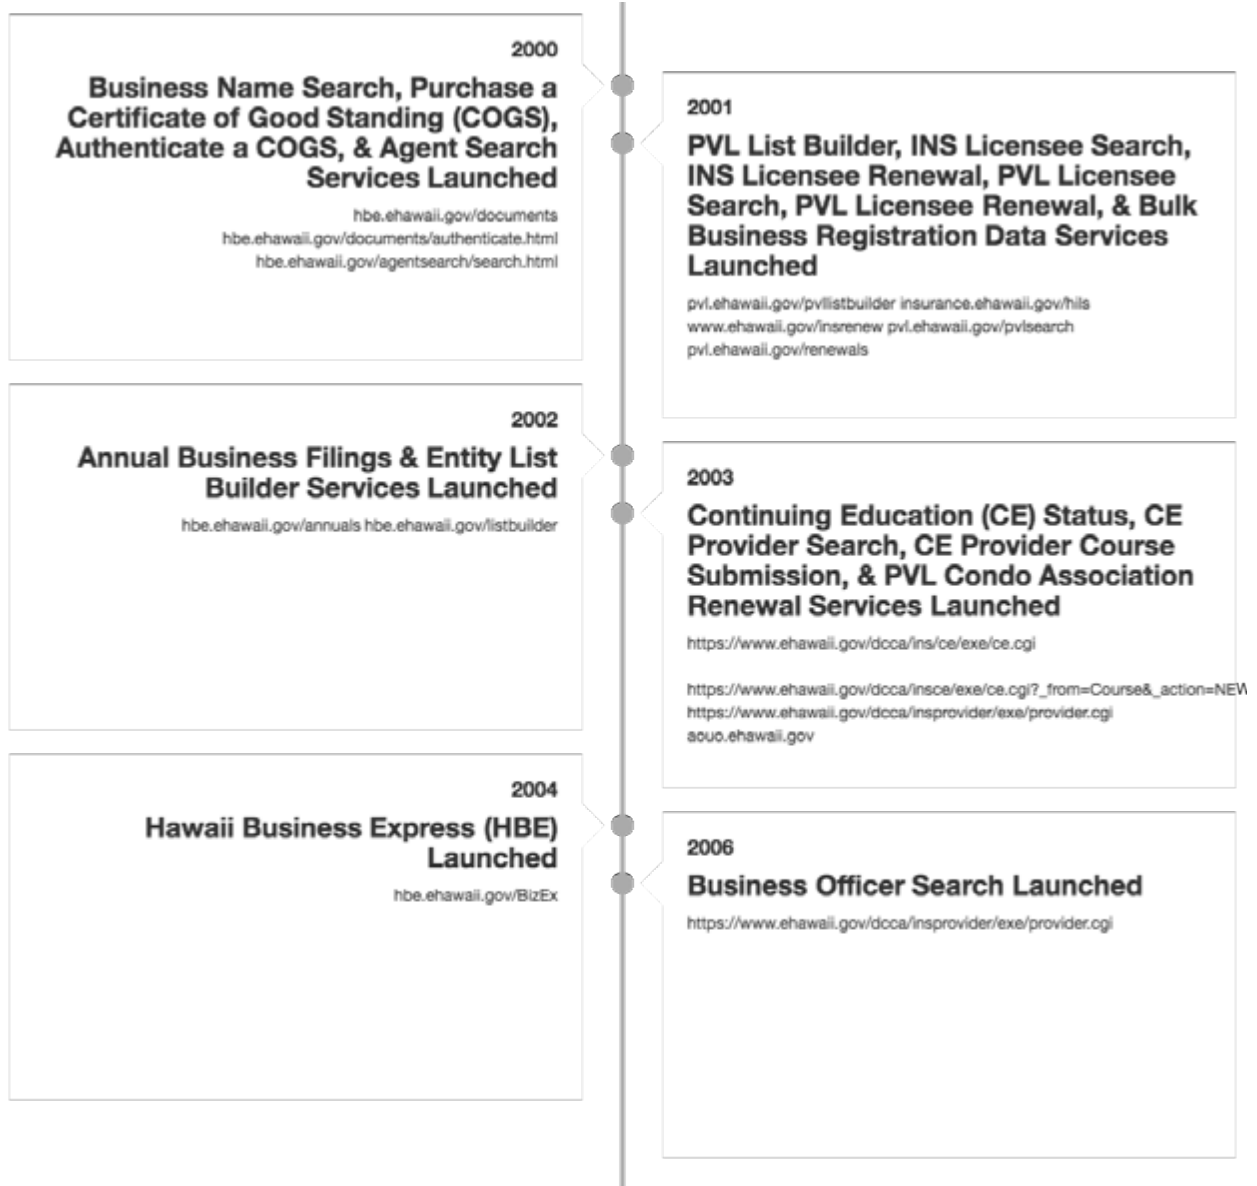 2000
Business Name Search, Purchase a
Certificate of Good Standing (COGS),
Authenticate a COGS, & Agent Search
Services Launched
hbe.ehawaii.gov/documents
hbe.ehawaii.gov/documents/authenticate.html
hbe.ehawaii.gov/agentsearch/search.html
2001
PVL List Builder, INS Licensee Search,
INS Licensee Renewal, PVL Licensee
Search, PVL Licensee Renewal, & Bulk
Business Registration Data Services
Launched
pvl.ehawaii.gov/pvllistbuilder insurance.ehawaii.gov/hils
www.ehawaii.gov/insrenew pvl.ehawaii.gov/pvlsearch
pvl.ehawaii.gov/renewals
2002
Annual Business Filings & Entity List
Builder Services Launched
hbe.ehawaii.gov/annuals hbe.ehawaii.gov/listbuilder
2003
Continuing Education (CE) Status, CE
Provider Search, CE Provider Course
Submission, & PVL Condo Association
Renewal Services Launched
https://www.ehawaii.gov/dcca/ins/ce/exe/ce.cgi
https://www.ehawaii.gov/dcca/insce/exe/ce.cgi?_from=Course&_action=NEW
https://www.ehawaii.gov/dcca/insprovider/exe/provider.cgi
aouo.ehawaii.gov
2004
Hawaii Business Express (HBE)
Launched
hbe.ehawaii.gov/BizEx
2006
Business Officer Search Launched
https://www.ehawaii.gov/dcca/insprovider/exe/provider.cgi